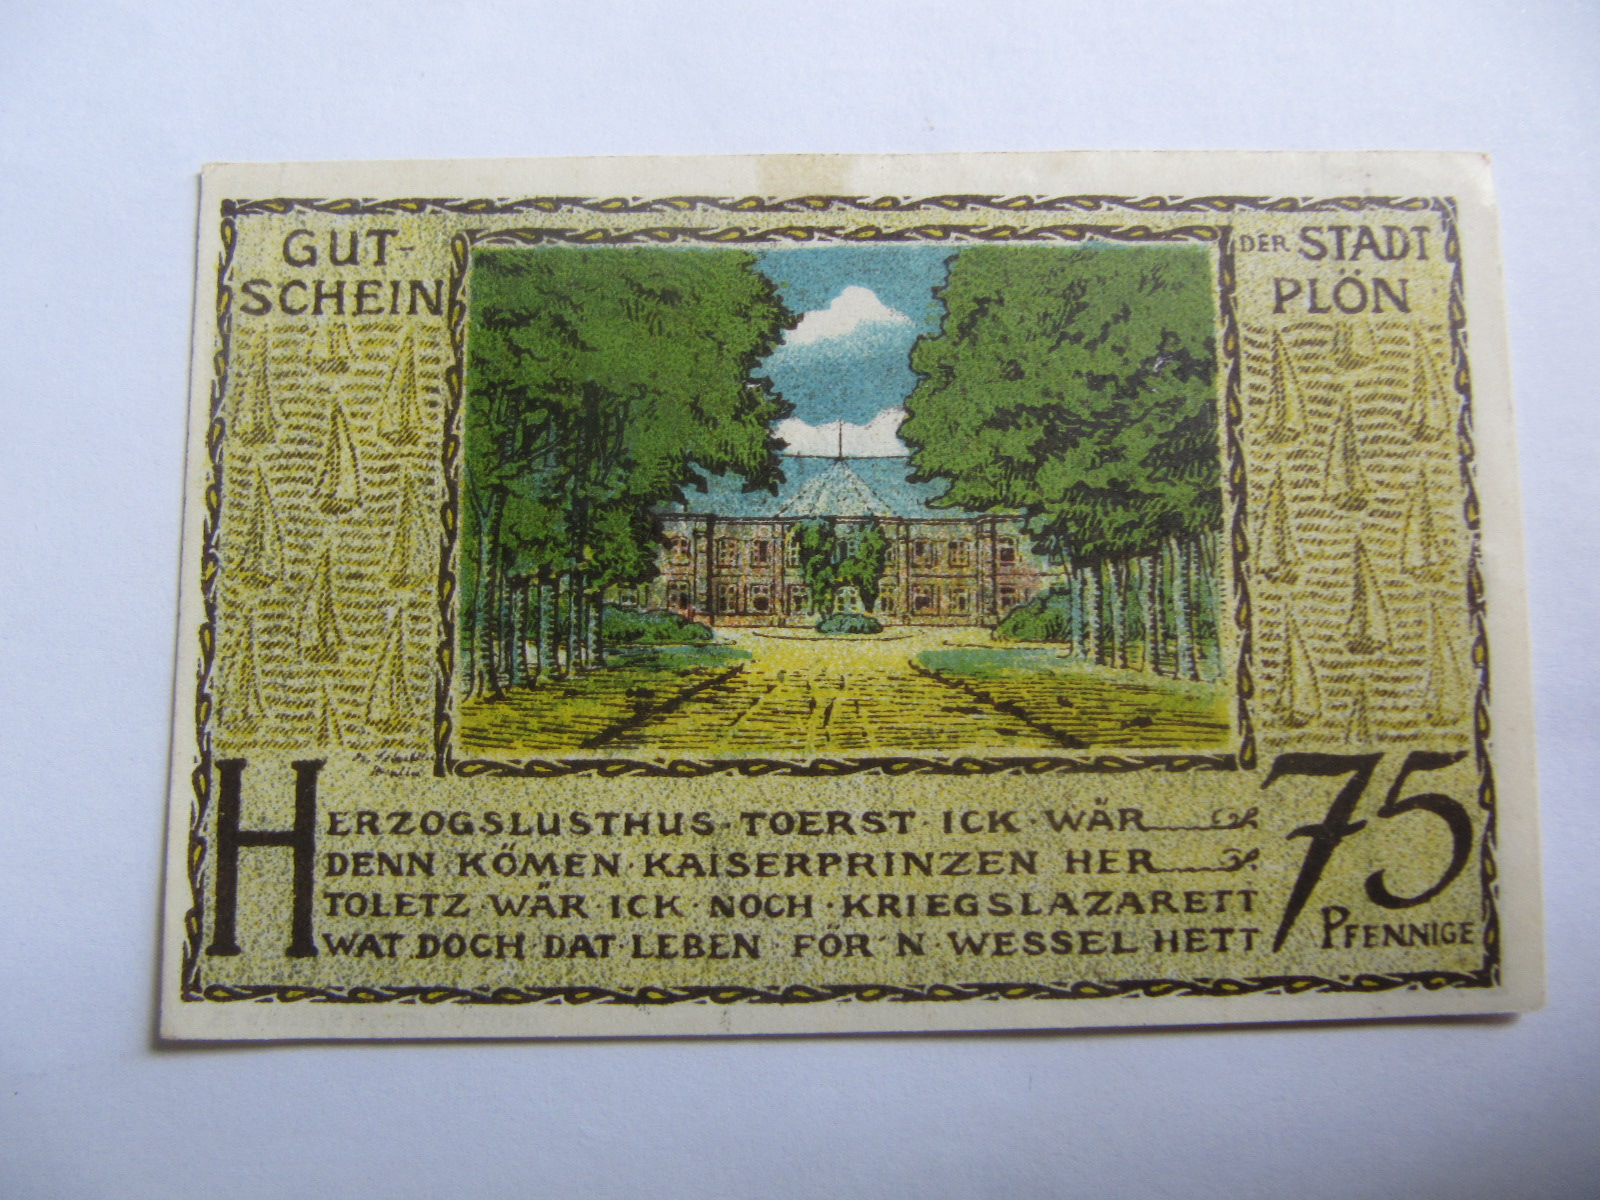 GUT-
SCHEIN
DER STADT
PLÖN
HERZOGSLUSTHUS·TOERST·ICK·WÄR
DENN KÖMEN·KAISERPRINZEN HER
TOLETZ·WÄR·ICK·NOCH·KRIEGSLAZARETT
WAT DOCH DAT·LEBEN FÖR'N·WESSEL HETT
75
PFENNIGE